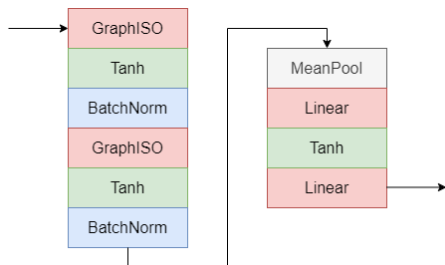 GraphISO
Tanh
BatchNorm
GraphISO
Tanh
BatchNorm
MeanPool
Linear
Tanh
Linear